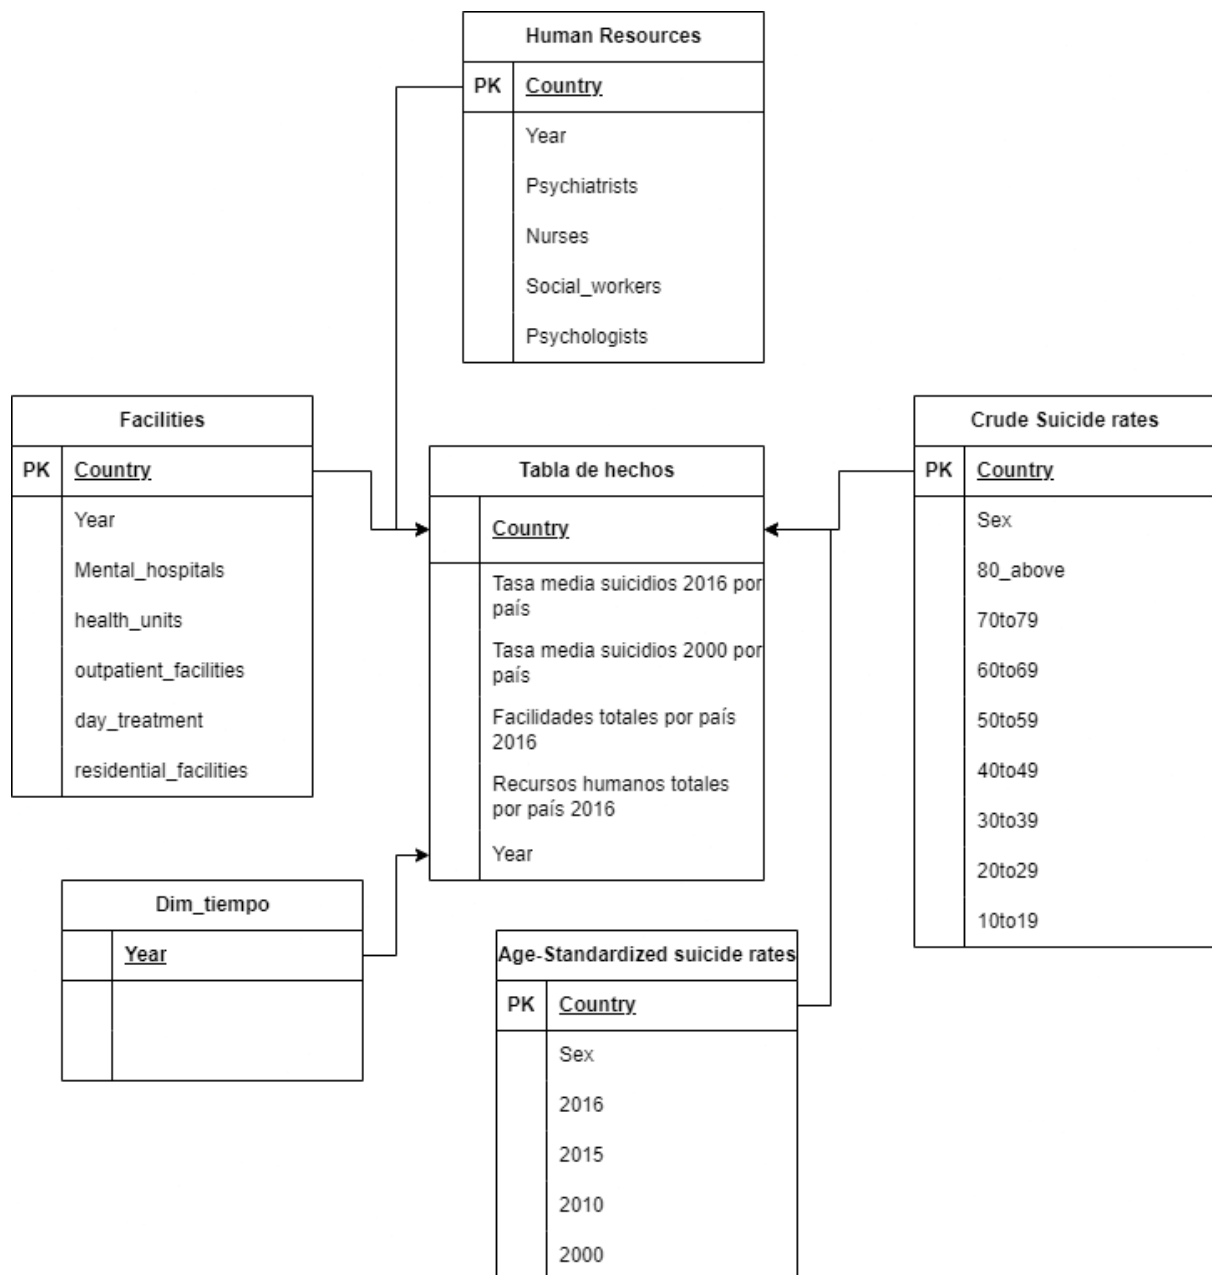 Human Resources
PK Country
Year
Psychiatrists
Nurses
Social_workers
Psychologists
Facilities
PK Country
Year
Mental_hospitals
health_units
outpatient_facilities
day_treatment
residential_facilities
Tabla de hechos
Country
Tasa media suicidios 2016 por
país
Tasa media suicidios 2000 por
país
Facilidades totales por país
2016
Recursos humanos totales
por país 2016
Year
Crude Suicide rates
PK Country
Sex
80_above
70to79
60to69
50to59
40to49
30to39
20to29
10to19
Dim_tiempo
Year
Age-Standardized suicide rates
PK Country
Sex
2016
2015
2010
2000